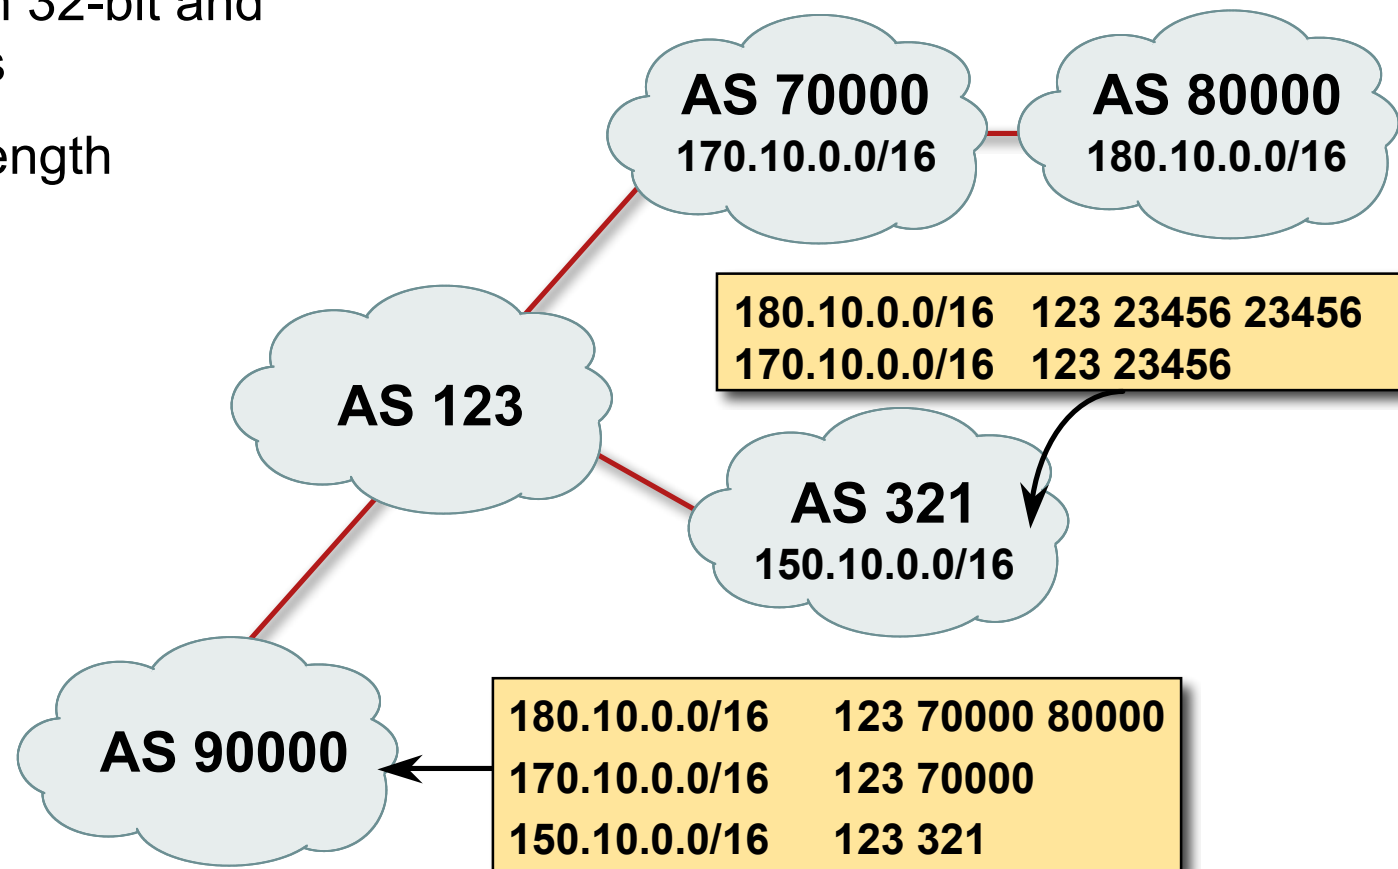 32-bit and
AS 70000
170.10.0.0/16
AS 80000
180.10.0.0/16
180.10.0.0/16 123 23456 23456
170.10.0.0/16 123 23456
AS 123
AS 321
150.10.0.0/16
AS 90000
180.10.0.0/16 123 70000 80000
170.10.0.0/16 123 70000
150.10.0.0/16 123 321